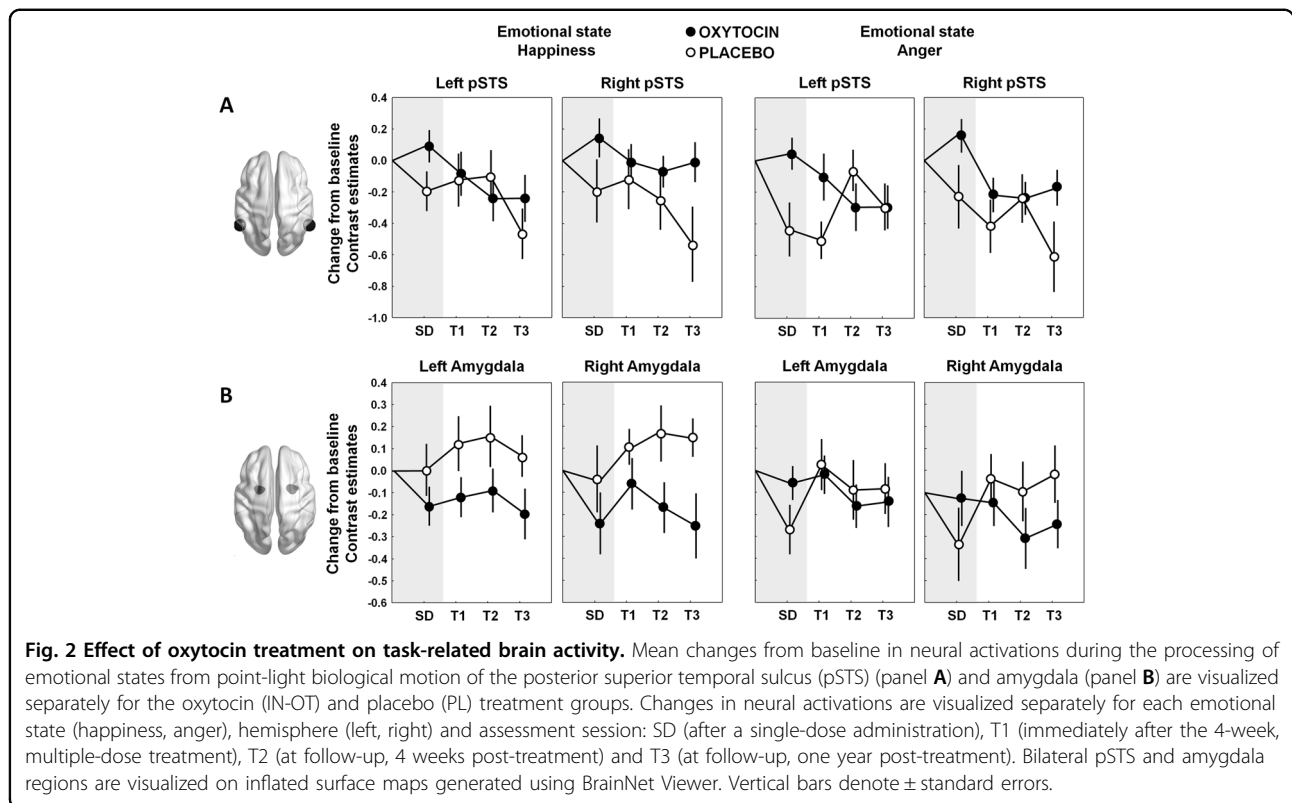 Emotional state Happiness
● OXYTOCIN
○ PLACEBO
Emotional state Anger
A
Left pSTS
Right pSTS
Left pSTS
Right pSTS
Change from baseline
Contrast estimates
0.4
0.2
0.0
-0.2
-0.4
-0.6
-0.8
-1.0
SD T1 T2 T3
SD T1 T2 T3
SD T1 T2 T3
SD T1 T2 T3
B
Left Amygdala
Right Amygdala
Left Amygdala
Right Amygdala
Change from baseline
Contrast estimates
0.4
0.3
0.2
0.1
0.0
-0.1
-0.2
-0.3
-0.4
-0.5
-0.6
SD T1 T2 T3
SD T1 T2 T3
SD T1 T2 T3
SD T1 T2 T3
Fig. 2 Effect of oxytocin treatment on task-related brain activity. Mean changes from baseline in neural activations during the processing of
emotional states from point-light biological motion of the posterior superior temporal sulcus (pSTS) (panel A) and amygdala (panel B) are visualized
separately for the oxytocin (IN-OT) and placebo (PL) treatment groups. Changes in neural activations are visualized separately for each emotional
state (happiness, anger), hemisphere (left, right) and assessment session: SD (after a single-dose administration), T1 (immediately after the 4-week,
multiple-dose treatment), T2 (at follow-up, 4 weeks post-treatment) and T3 (at follow-up, one year post-treatment). Bilateral pSTS and amygdala
regions are visualized on inflated surface maps generated using BrainNet Viewer. Vertical bars denote ± standard errors.